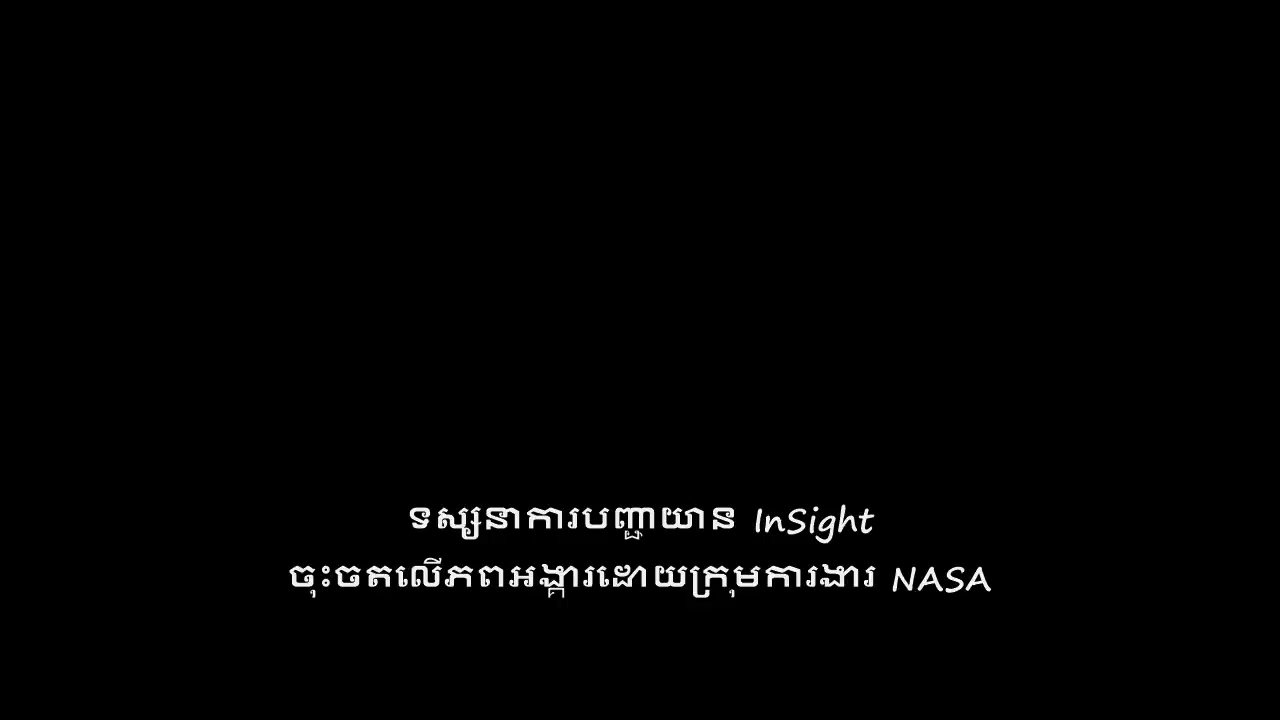 ទស្សនាការបញ្ជាយាន InSight
ចុះចតលើភពអង្គារដោយក្រុមការងារ NASA